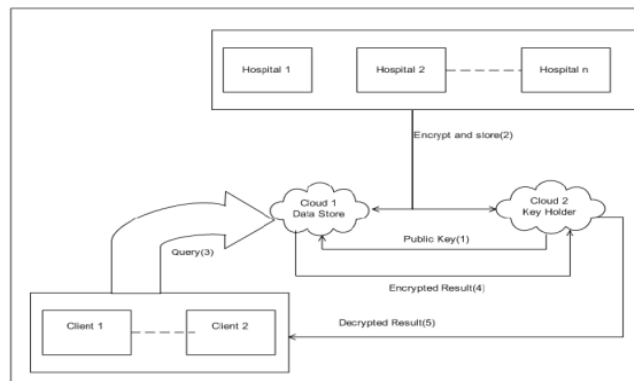 Hospital 1
Hospital 2
Hospital n
Encrypt and store(2)
Cloud 1
Data Store
Cloud 2
Key Holder
Public Key(1)
Query(3)
Encrypted Result(4)
Client 1
Client 2
Decrypted Result(5)